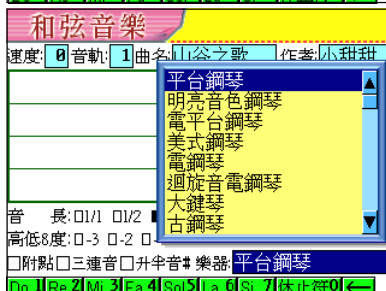 和弦音樂
速度: 0 音軌: 1 曲名:山谷之歌 作者:小甜甜
平台鋼琴
明亮音色鋼琴
電平台鋼琴
美式鋼琴
電鋼琴
迴旋音電鋼琴
大鍵琴
古鋼琴
音 長:□1/1 □1/2
高低8度:□-3 □-2 □-
□附點□三連音□升半音# 樂器:平台鋼琴
Do 1 Re 2 Mi 3 Fa 4 Sol 5 La 6 Si 7 休止符0 ←